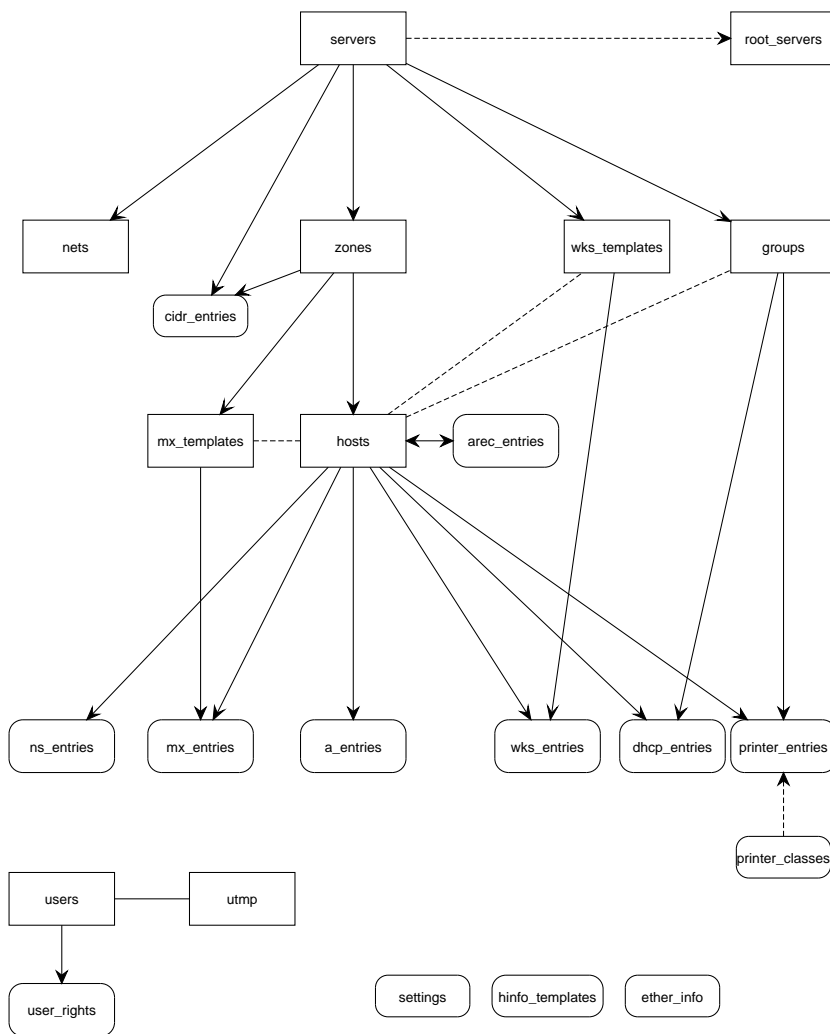 servers
root_servers
nets
zones
wks_templates
groups
cidr_entries
mx_templates
hosts
arec_entries
ns_entries
mx_entries
a_entries
wks_entries
dhcp_entries
printer_entries
printer_classes
users
utmp
user_rights
settings
hinfo_templates
ether_info